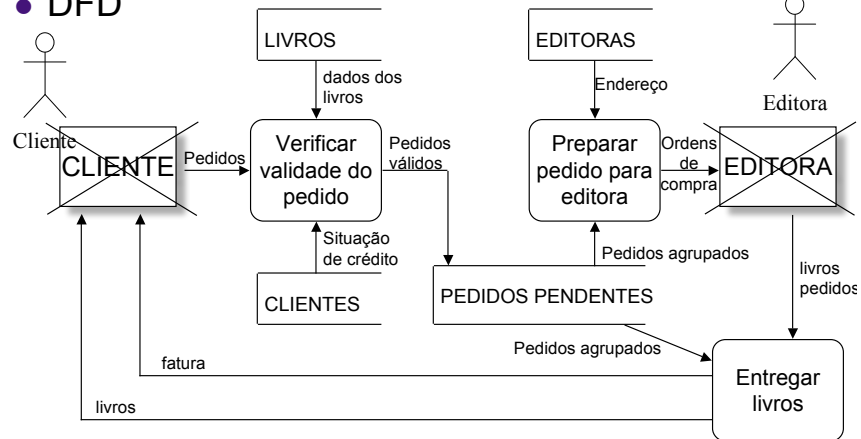 • DFD
LIVROS
EDITORAS
dados dos
livros
Endereço
Cliente
Editora
CLIENTE
Pedidos
Verificar
validade do
pedido
Pedidos
válidos
Preparar
pedido para
editora
Ordens
de
compra
EDITORA
Situação
de crédito
Pedidos agrupados
livros
pedidos
CLIENTES
PEDIDOS PENDENTES
Pedidos agrupados
fatura
Entregar
livros
livros